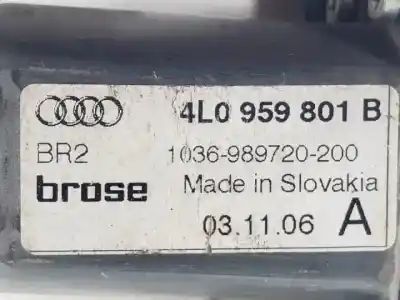 4L0 959 801 B
BR2 1036-989720-200
brose Made in Slovakia
03.11.06 A